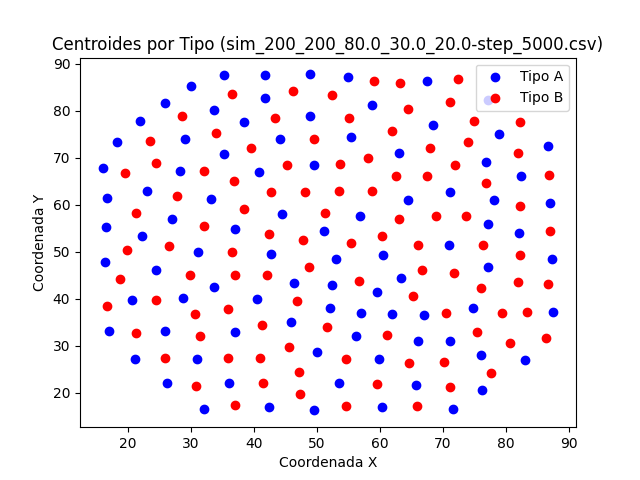 Centroides por Tipo (sim_200_200_80.0_30.0_20.0-step_5000.csv)
Tipo A
Tipo B
90
80
70
60
50
40
30
20
Coordenada Y
20 30 40 50 60 70 80 90
Coordenada X